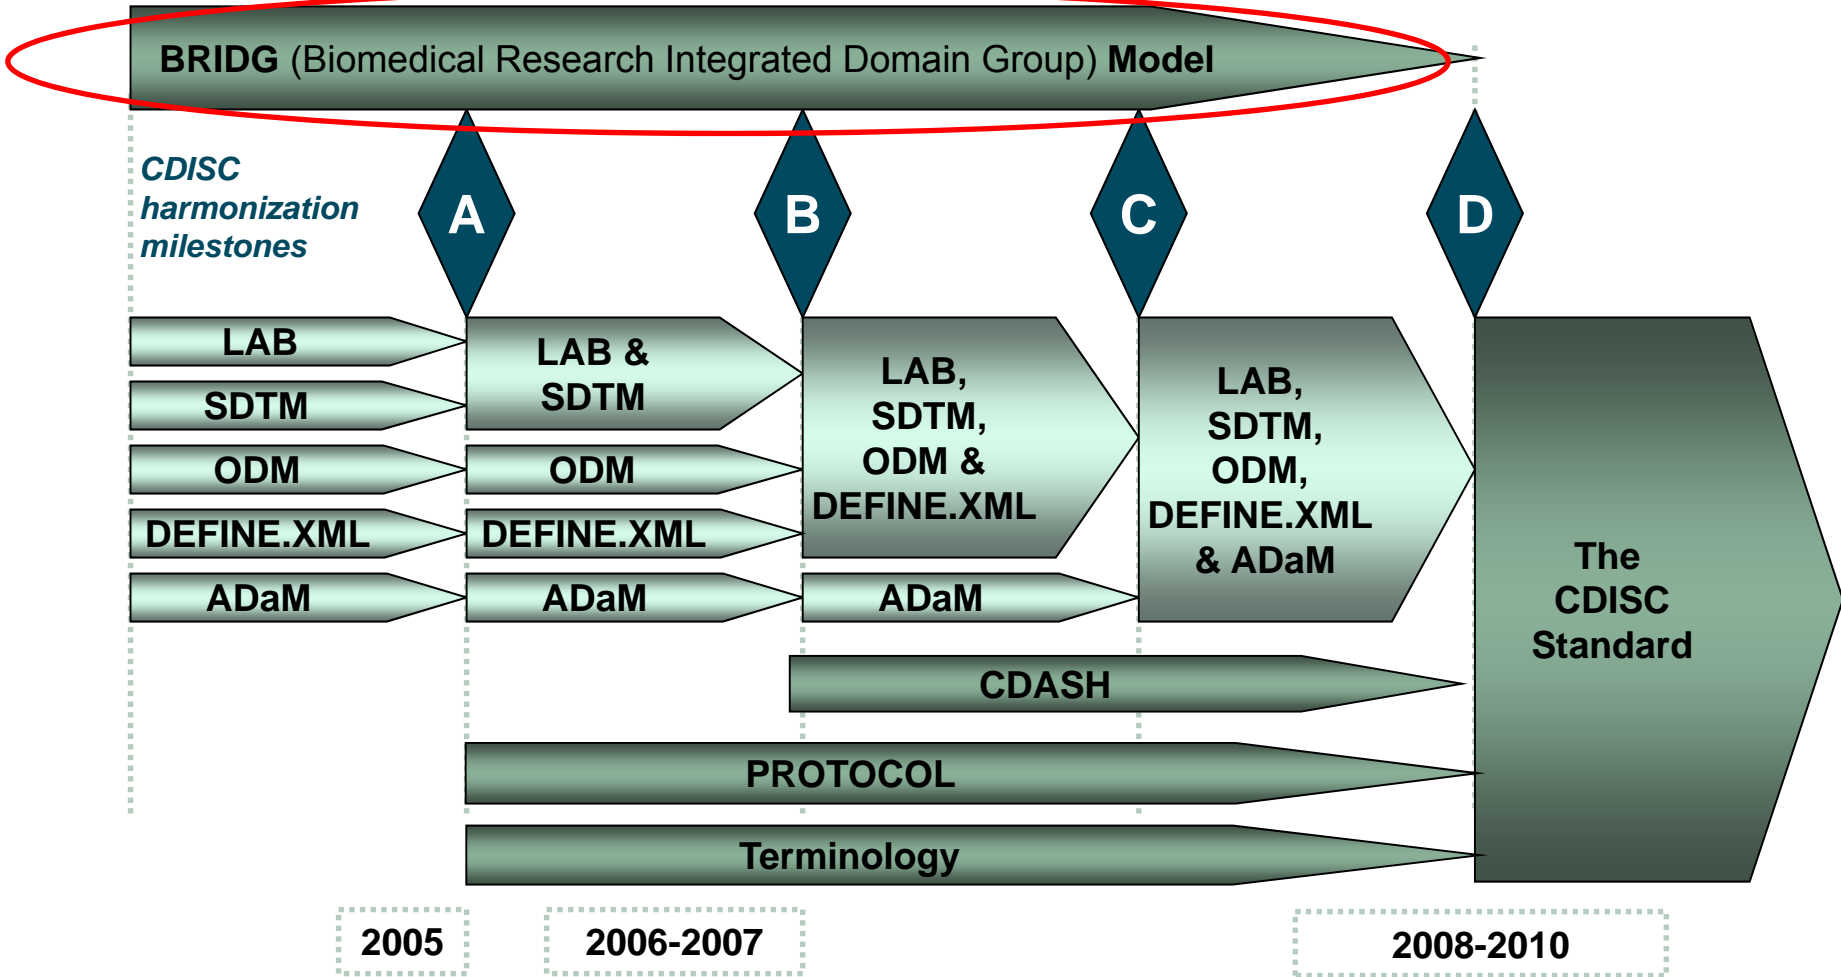 BRIDG (Biomedical Research Integrated Domain Group) Model
CDISC
harmonization
milestones
A
B
C
D
LAB
SDTM
ODM
DEFINE.XML
ADaM
LAB &
SDTM
ODM
DEFINE.XML
ADaM
LAB,
SDTM,
ODM &
DEFINE.XML
ADaM
LAB,
SDTM,
ODM,
DEFINE.XML
& ADaM
The
CDISC
Standard
CDASH
PROTOCOL
Terminology
2005
2006-2007
2008-2010